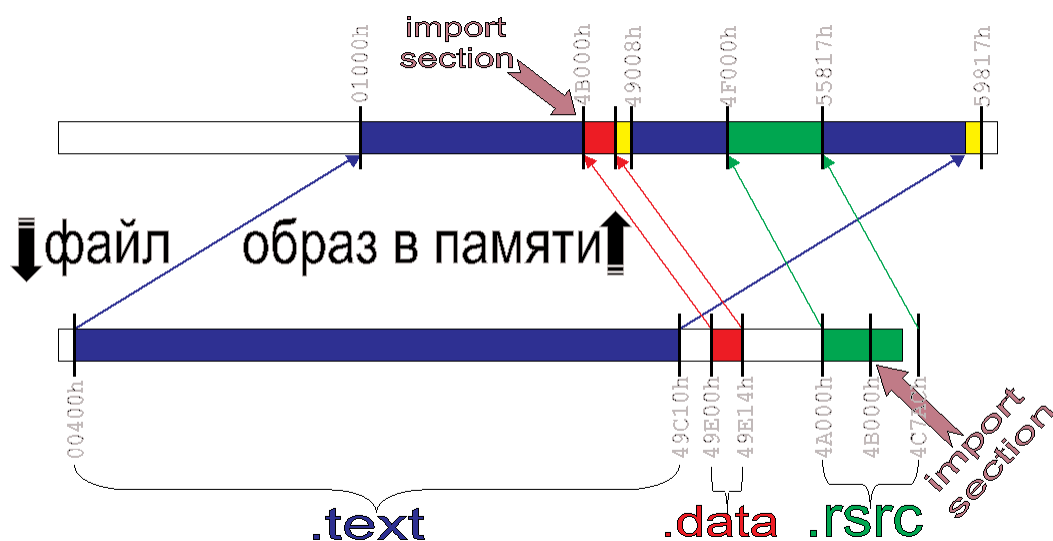 import
section
01000h
4B000h
49008h
4F000h
55817h
59817h
файл
образ в памяти
00400h
49C10h
49E00h
49E14h
4A000h
4B000h
import
section
.text
.data
.rsrc